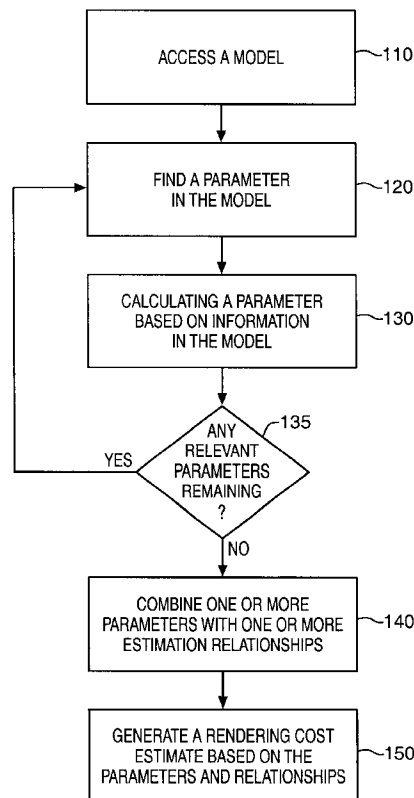 ACCESS A MODEL
110
FIND A PARAMETER
IN THE MODEL
120
CALCULATING A PARAMETER
BASED ON INFORMATION
IN THE MODEL
130
135
ANY
RELEVANT
PARAMETERS
REMAINING
?
YES
NO
COMBINE ONE OR MORE
PARAMETERS WITH ONE OR MORE
ESTIMATION RELATIONSHIPS
140
GENERATE A RENDERING COST
ESTIMATE BASED ON THE
PARAMETERS AND RELATIONSHIPS
150